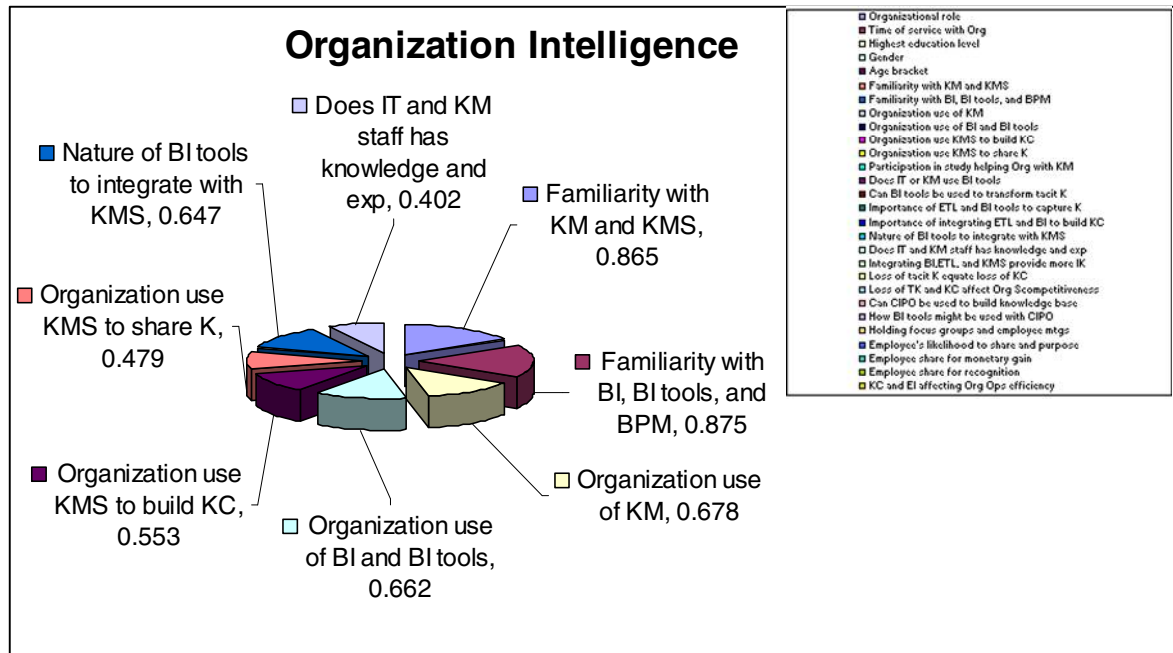 Organization Intelligence
Does IT and KM
staff has
knowledge and
exp, 0.402
Nature of BI tools
to integrate with
KMS, 0.647
Familiarity with
KM and KMS,
0.865
Organization use
KMS to share K,
0.479
Familiarity with
BI, BI tools, and
BPM, 0.875
Organization use
KMS to build KC,
0.553
Organization use
of BI and BI tools,
0.662
Organization use
of KM, 0.678
Organizational role
Time of service with Org
Highest education level
Gender
Age bracket
Familiarity with KM and KMS
Familiarity with BI, BI tools, and BPM
Organization use of KM
Organization use of BI and BI tools
Organization use KMS to build KC
Organization use KMS to share K
Participation in study helping Org with KM
Does IT or KM use BI tools
Can BI tools be used to transform tacit K
Importance of ETL and BI tools to capture K
Importance of integrating ETL and BI to build KC
Nature of BI tools to integrate with KMS
Does IT and KM staff has knowledge and exp
Integrating BI,ETL, and KMS provide more IK
Loss of tacit K equate loss of KC
Loss of TK and KC affect Org Scompetitiveness
Can CIPO be used to build knowledge base
How BI tools might be used with CIPO
Holding focus groups and employee mtgs
Employee's likelihood to share and purpose
Employee share for monetary gain
Employee share for recognition
KC and EI affecting Org Ops efficiency